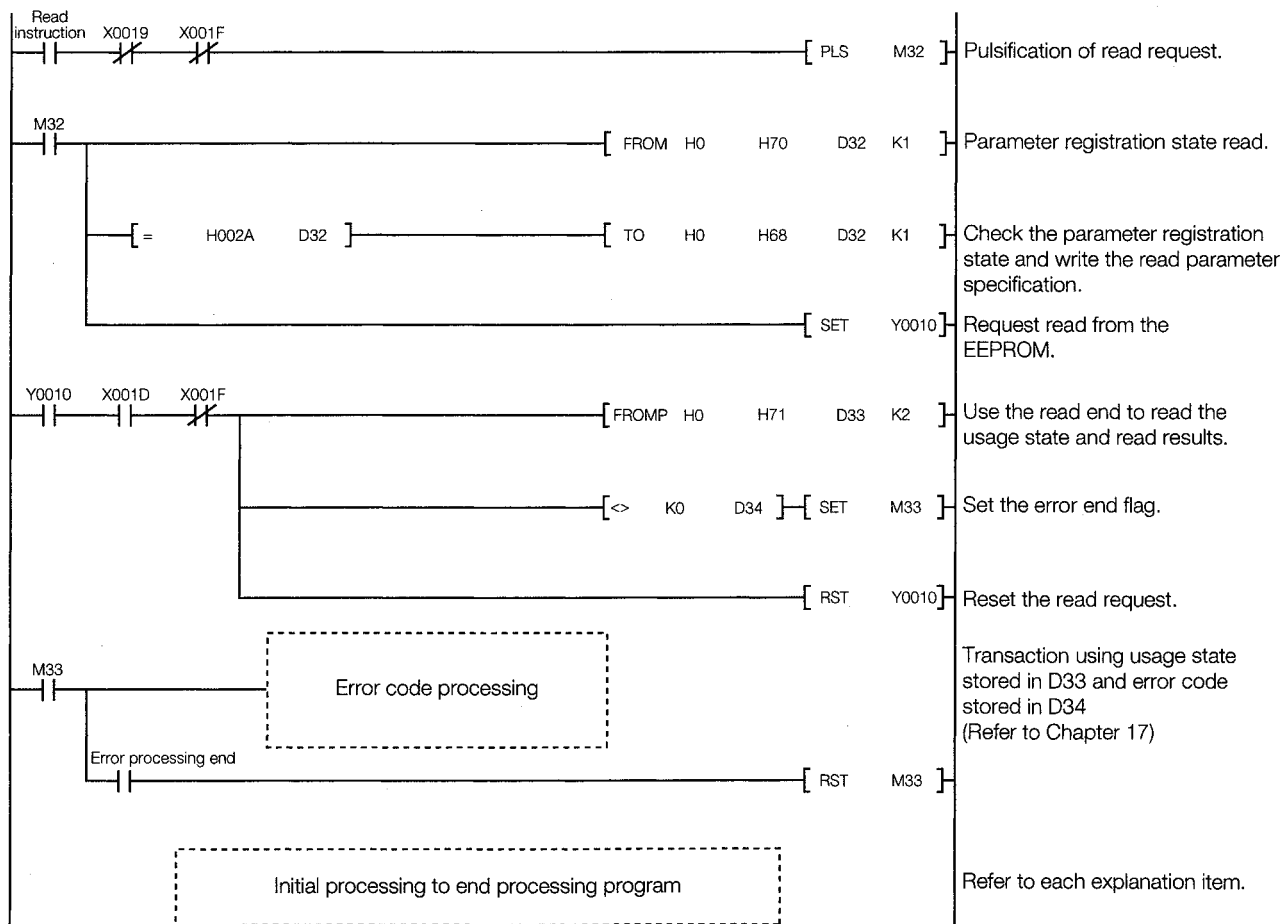 Read
instruction X0019 X001F
PLS M32 Pulsification of read request.
M32
FROM H0 H70 D32 K1 Parameter registration state read.
= H002A D32 TO H0 H68 D32 K1 Check the parameter registration
state and write the read parameter
specification.
SET Y0010 Request read from the
EEPROM.
Y0010 X001D X001F
FROMP H0 H71 D33 K2 Use the read end to read the
usage state and read results.
<> K0 D34 SET M33 Set the error end flag.
RST Y0010 Reset the read request.
M33
Error code processing
Transaction using usage state
stored in D33 and error code
stored in D34
(Refer to Chapter 17)
Error processing end
RST M33
Initial processing to end processing program Refer to each explanation item.